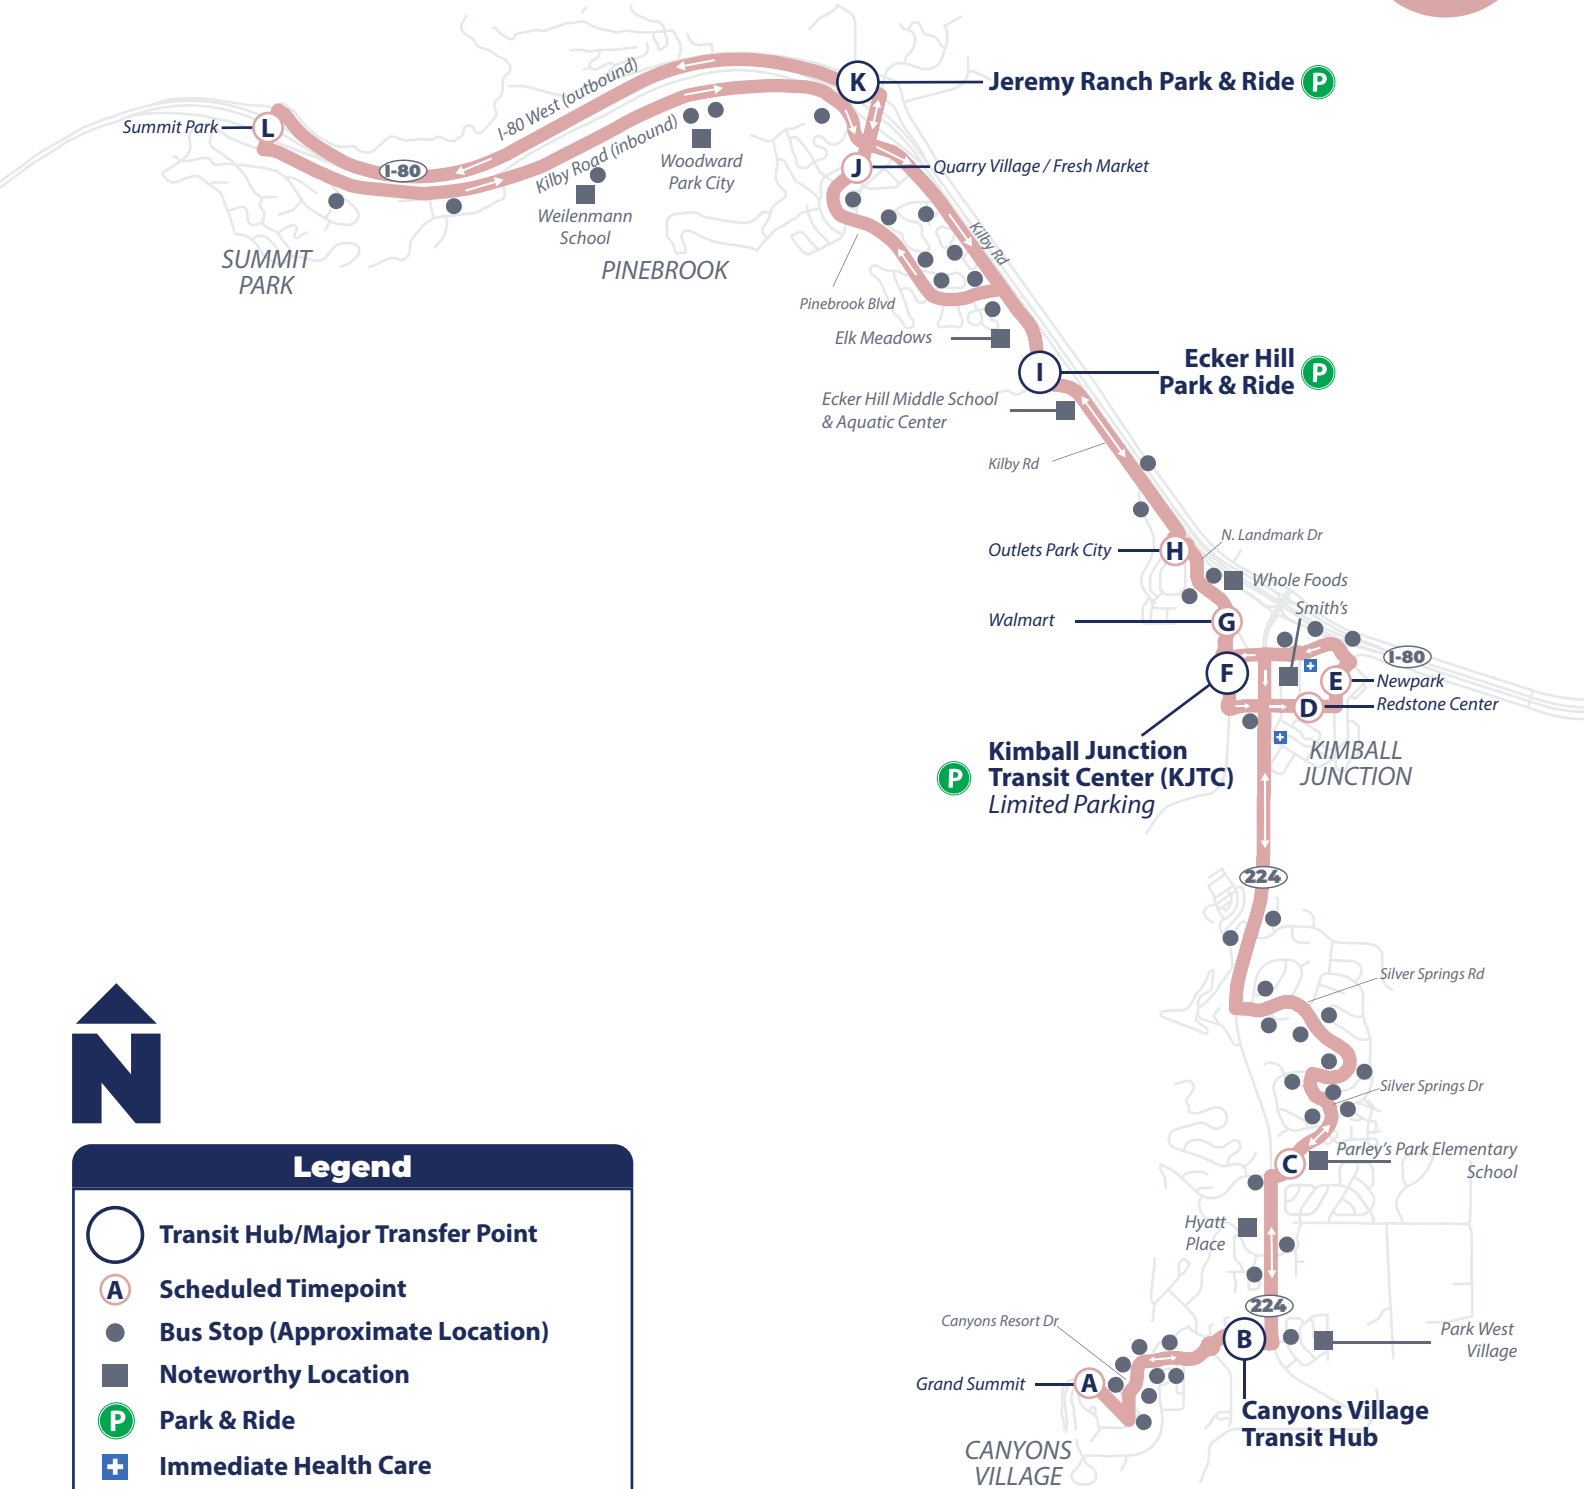 I-80 West (outbound)
K
Jeremy Ranch Park & Ride
P
Summit Park
L
I-80
Kilby Road (inbound)
Woodward
Park City
Weilenmann
School
J
Quarry Village / Fresh Market
SUMMIT
PARK
PINEBROOK
Kilby Rd
Pinebrook Blvd
Elk Meadows
I
Ecker Hill
Park & Ride
P
Ecker Hill Middle School
& Aquatic Center
Kilby Rd
N. Landmark Dr
Outlets Park City
H
Whole Foods
Smith's
Walmart
G
I-80
F
E
Newpark
D
Redstone Center
Kimball Junction
Transit Center (KJTC)
Limited Parking
P
KIMBALL
JUNCTION
224
Silver Springs Rd
Silver Springs Dr
C
Parley's Park Elementary
School
Hyatt
Place
224
Canyons Resort Dr
B
Park West
Village
Grand Summit
A
Canyons Village
Transit Hub
CANYONS
VILLAGE
N
Legend
Transit Hub/Major Transfer Point
A
Scheduled Timepoint
Bus Stop (Approximate Location)
Noteworthy Location
P
Park & Ride
Immediate Health Care